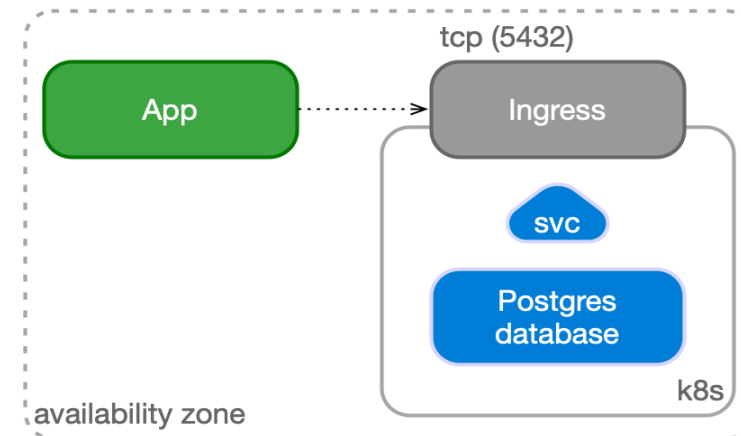 tcp (5432)
App
Ingress
svc
Postgres
database
k8s
availability zone